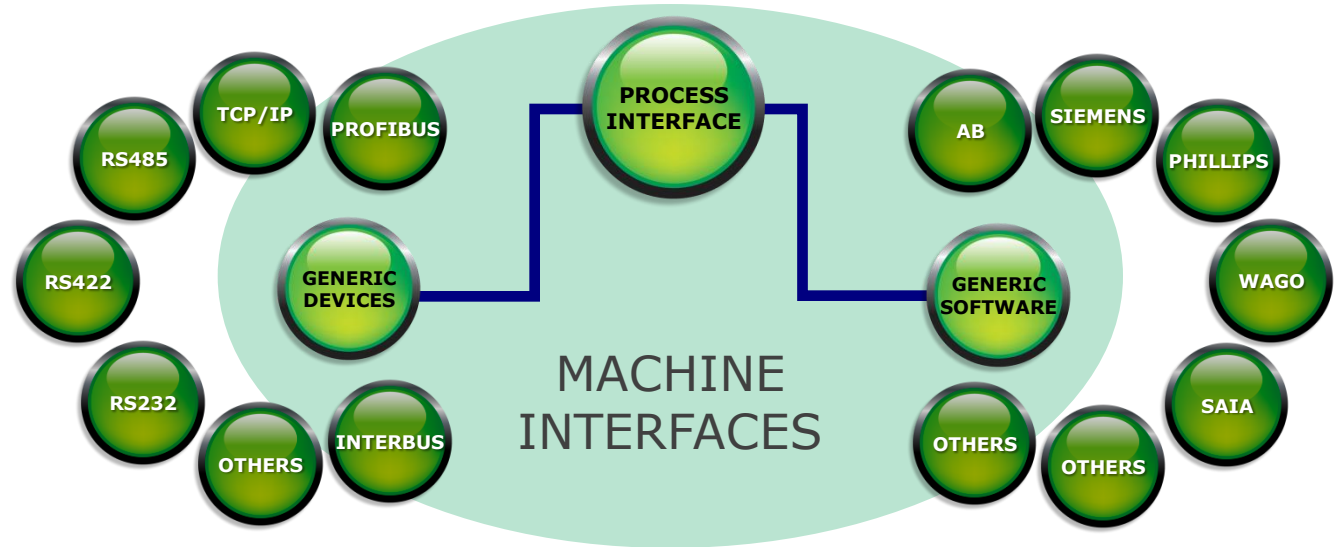 PROCESS
INTERFACE
TCP/IP
PROFIBUS
RS485
RS422
RS232
OTHERS
INTERBUS
GENERIC
DEVICES
AB
SIEMENS
PHILLIPS
WAGO
SAIA
OTHERS
OTHERS
GENERIC
SOFTWARE
MACHINE
INTERFACES